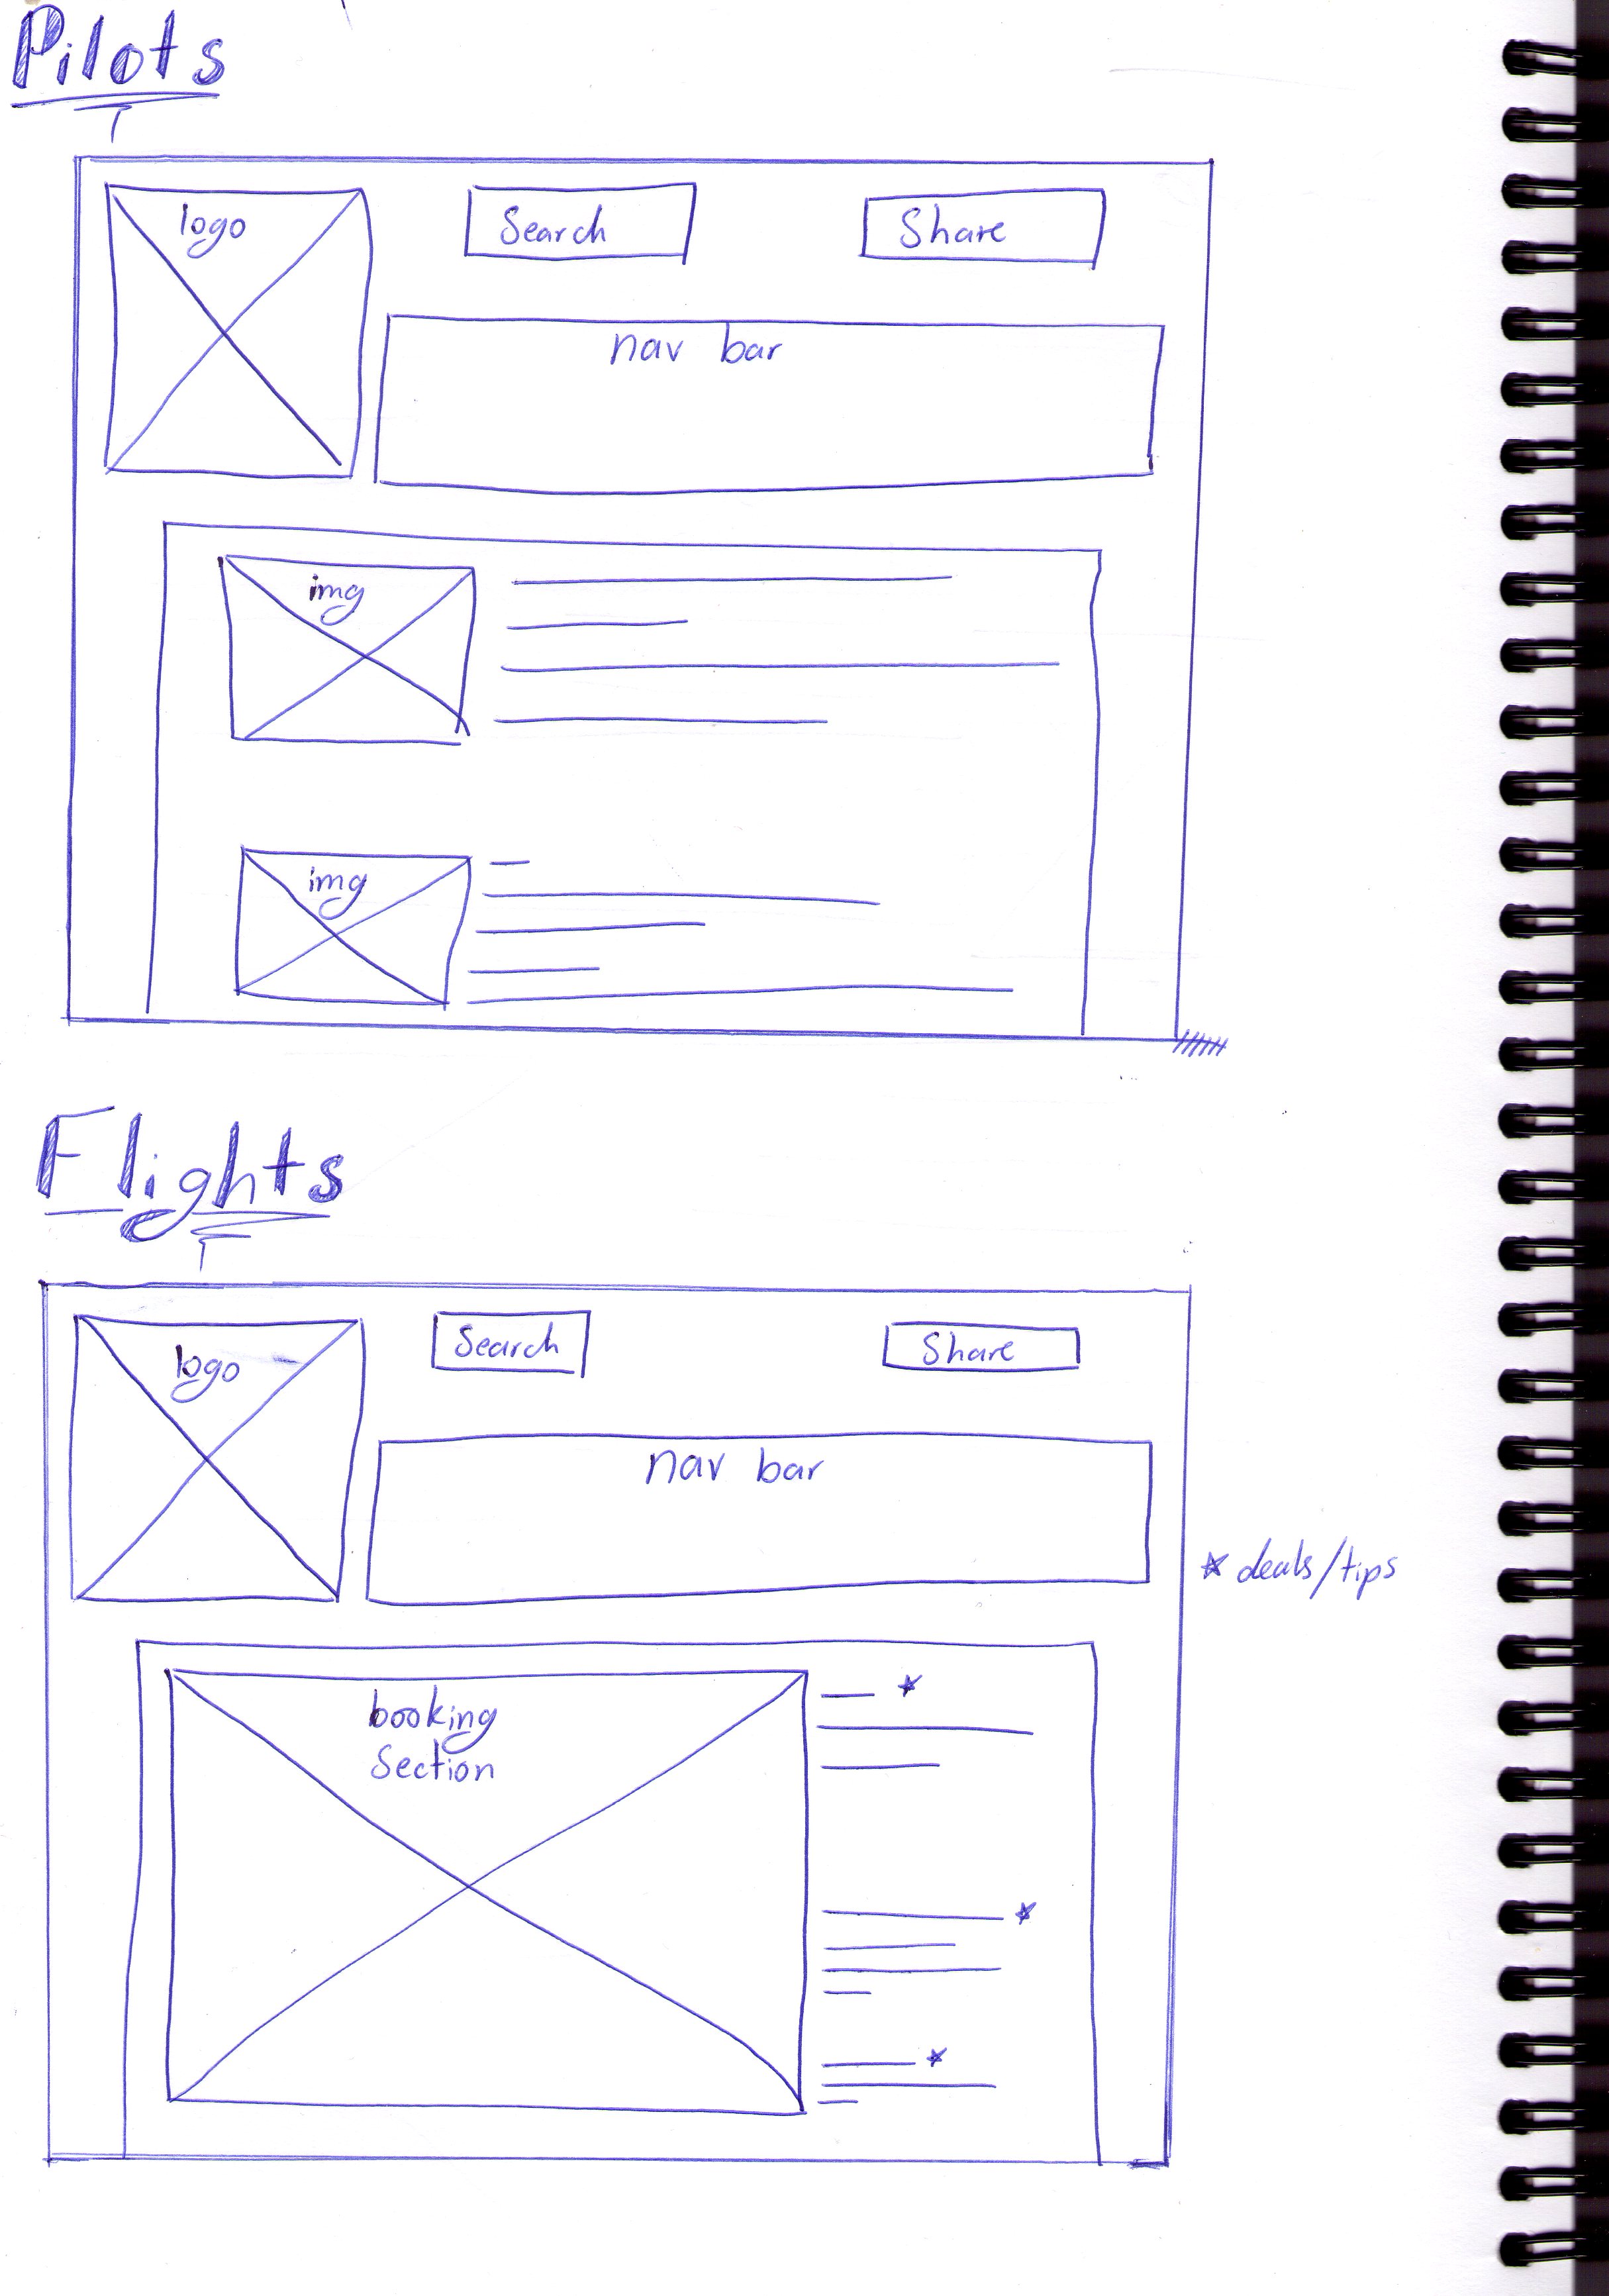 Pilots
logo
Search
Share
nav bar
img
img
Flights
logo
Search
Share
nav bar
* deals/tips
booking
Section
*
*
*